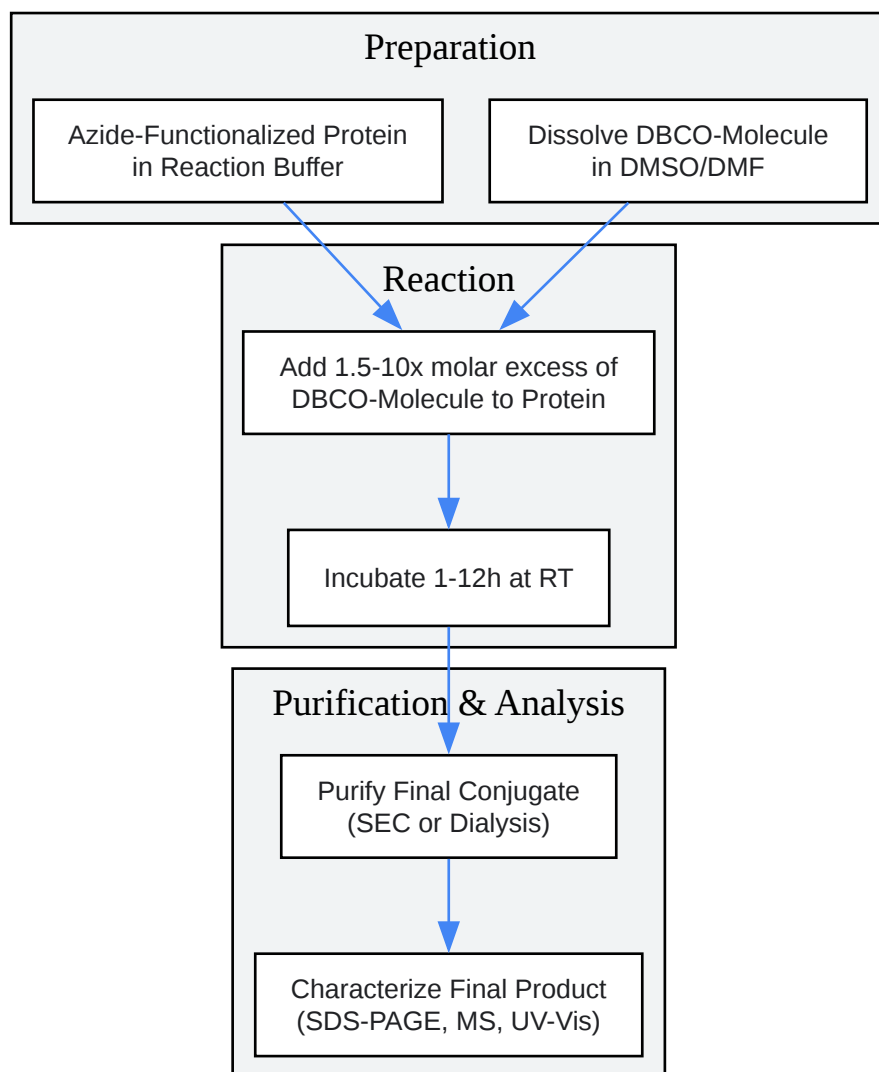 Preparation
Azide-Functionalized Protein
in Reaction Buffer
Dissolve DBCO-Molecule
in DMSO/DMF
Reaction
Add 1.5-10x molar excess of
DBCO-Molecule to Protein
Incubate 1-12h at RT
Purification & Analysis
Purify Final Conjugate
(SEC or Dialysis)
Characterize Final Product
(SDS-PAGE, MS, UV-Vis)